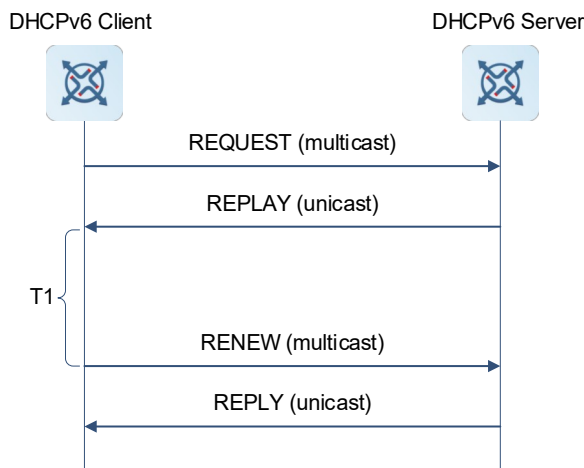 DHCPv6 Client
DHCPv6 Server
REQUEST (multicast)
REPLAY (unicast)
T1
RENEW (multicast)
REPLY (unicast)